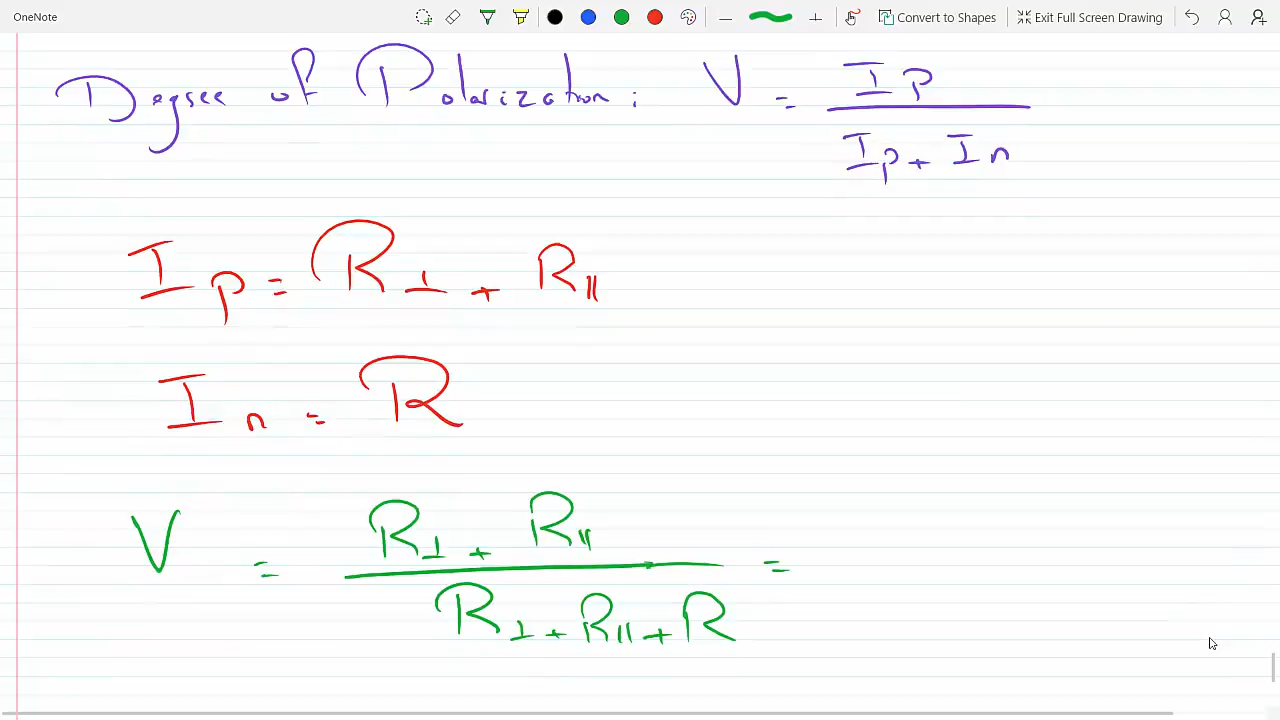 OneNote
Convert to Shapes
Exit Full Screen Drawing
Degree of Polarization: V = Ip / (Ip + In)
Ip = R⊥ + R∥
In = R
V = (R⊥ + R∥) / (R⊥ + R∥ + R) =